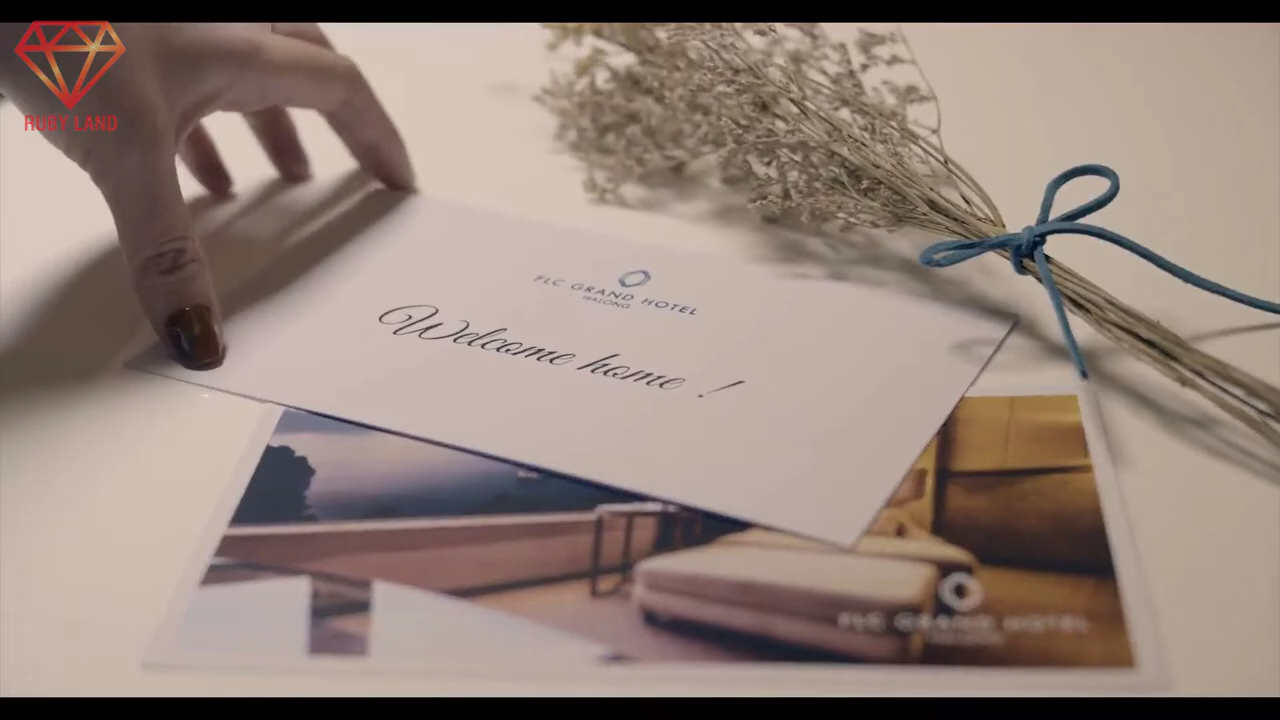 RUBY LAND
FLC GRAND HOTEL
HALONG
Welcome home !
FLC GRAND HOTEL